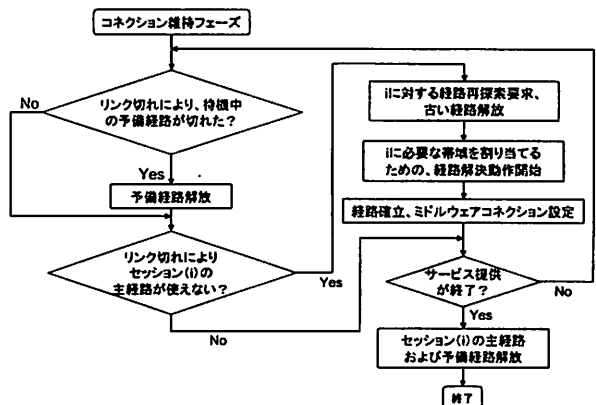 コネクション維持フェーズ
No
リンク切れにより、待機中
の予備経路が切れた？
Yes
予備経路解放
リンク切れにより
セッション(i)の
主経路が使えない？
Yes
No
iに対する経路再探索要求、
古い経路解放
iに必要な帯域を割り当てる
ための、経路解決動作開始
経路確立、ミドルウェアコネクション設定
サービス提供
が終了？
No
Yes
セッション(i)の主経路
および予備経路解放
終了